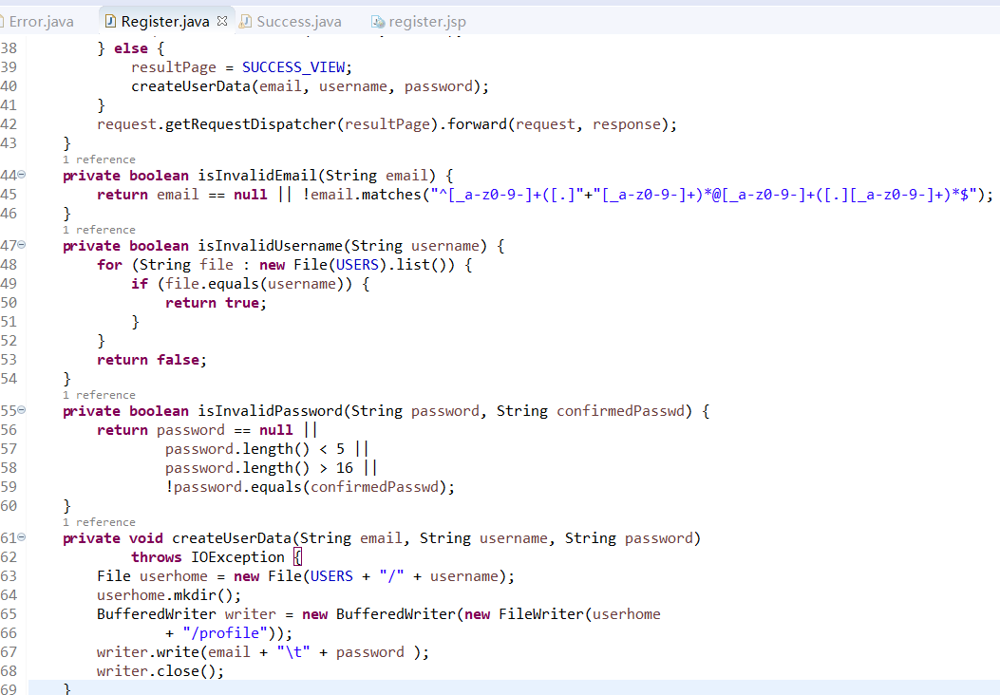 Error.java Register.java Success.java register.jsp
38 } else {
39 resultPage = SUCCESS_VIEW;
40 createUserData(email, username, password);
41 }
42 request.getRequestDispatcher(resultPage).forward(request, response);
43 }
1 reference
44 private boolean isInvalidEmail(String email) {
45 return email == null || !email.matches("^[_a-z0-9-]+([.]"+"[_a-z0-9-]+)*@[_a-z0-9-]+([.][_a-z0-9-]+)*$");
46 }
1 reference
47 private boolean isInvalidUsername(String username) {
48 for (String file : new File(USERS).list()) {
49 if (file.equals(username)) {
50 return true;
51 }
52 }
53 return false;
54 }
1 reference
55 private boolean isInvalidPassword(String password, String confirmedPasswd) {
56 return password == null ||
57 password.length() < 5 ||
58 password.length() > 16 ||
59 !password.equals(confirmedPasswd);
60 }
1 reference
61 private void createUserData(String email, String username, String password)
62 throws IOException {
63 File userhome = new File(USERS + "/" + username);
64 userhome.mkdir();
65 BufferedWriter writer = new BufferedWriter(new FileWriter(userhome
66 + "/profile"));
67 writer.write(email + "\t" + password );
68 writer.close();
69 }